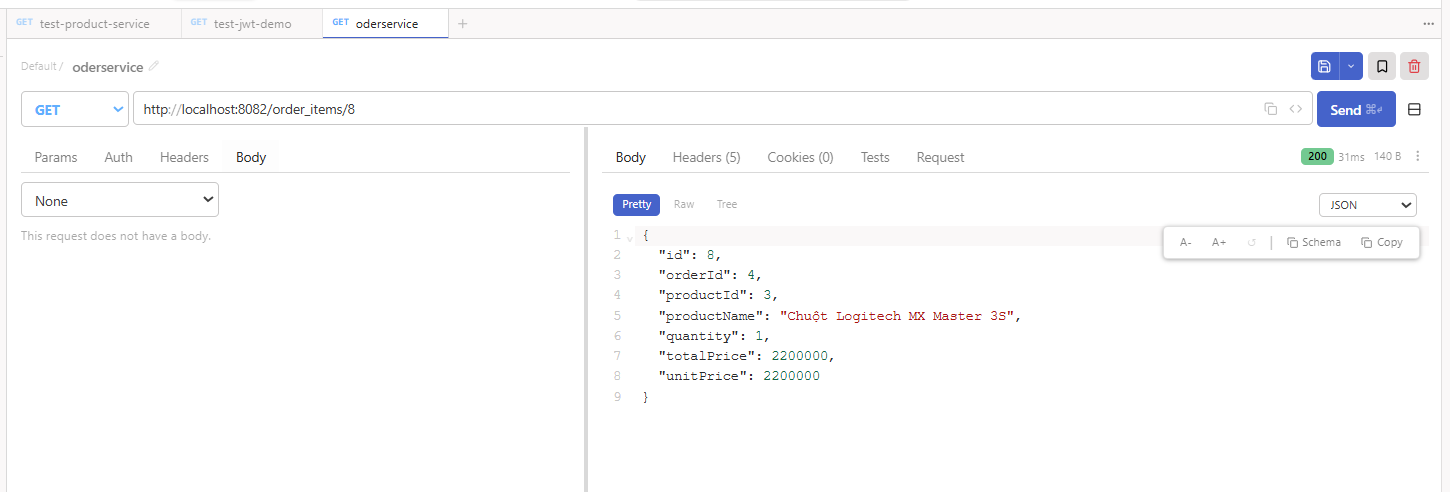 GET test-product-service GET test-jwt-demo GET oderservice +
Default / oderservice
GET http://localhost:8082/order_items/8 Send
Params Auth Headers Body
None
This request does not have a body.
Body Headers (5) Cookies (0) Tests Request 200 31ms 140 B
Pretty Raw Tree JSON
A- A+ Schema Copy
1 {
2 "id": 8,
3 "orderId": 4,
4 "productId": 3,
5 "productName": "Chuột Logitech MX Master 3S",
6 "quantity": 1,
7 "totalPrice": 2200000,
8 "unitPrice": 2200000
9 }